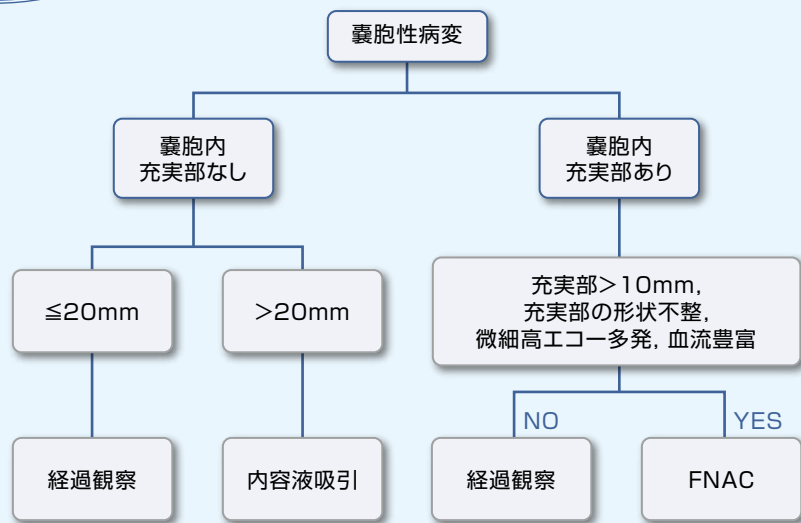 嚢胞性病変
嚢胞内
充実部なし
嚢胞内
充実部あり
≦20mm
>20mm
充実部>10mm,
充実部の形状不整,
微細高エコー多発, 血流豊富
NO
YES
経過観察
内容液吸引
経過観察
FNAC